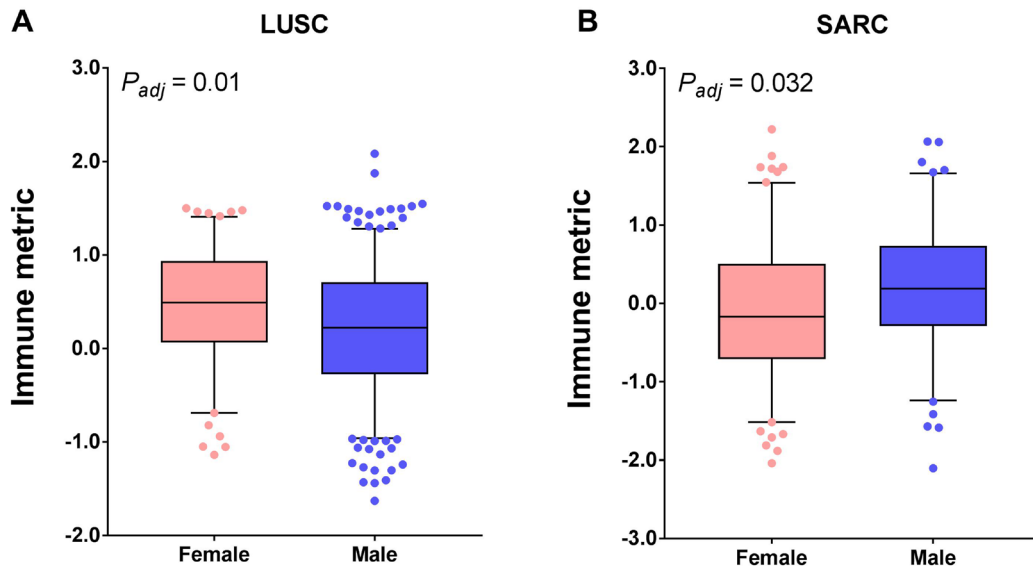 A
LUSC
P adj = 0.01
Immune metric
3.0
2.0
1.0
0.0
-1.0
-2.0
Female Male
B
SARC
P adj = 0.032
Immune metric
3.0
2.0
1.0
0.0
-1.0
-2.0
-3.0
Female Male